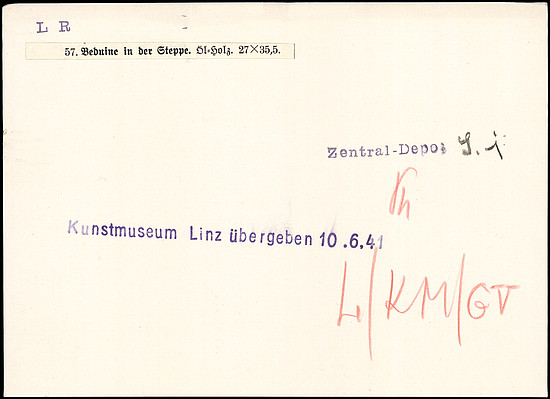 L R
57. Beduine in der Steppe. Öl-Holz. 27×35,5.
Zentral-Depot
Kunstmuseum Linz übergeben 10.6.41
L/KM/GT